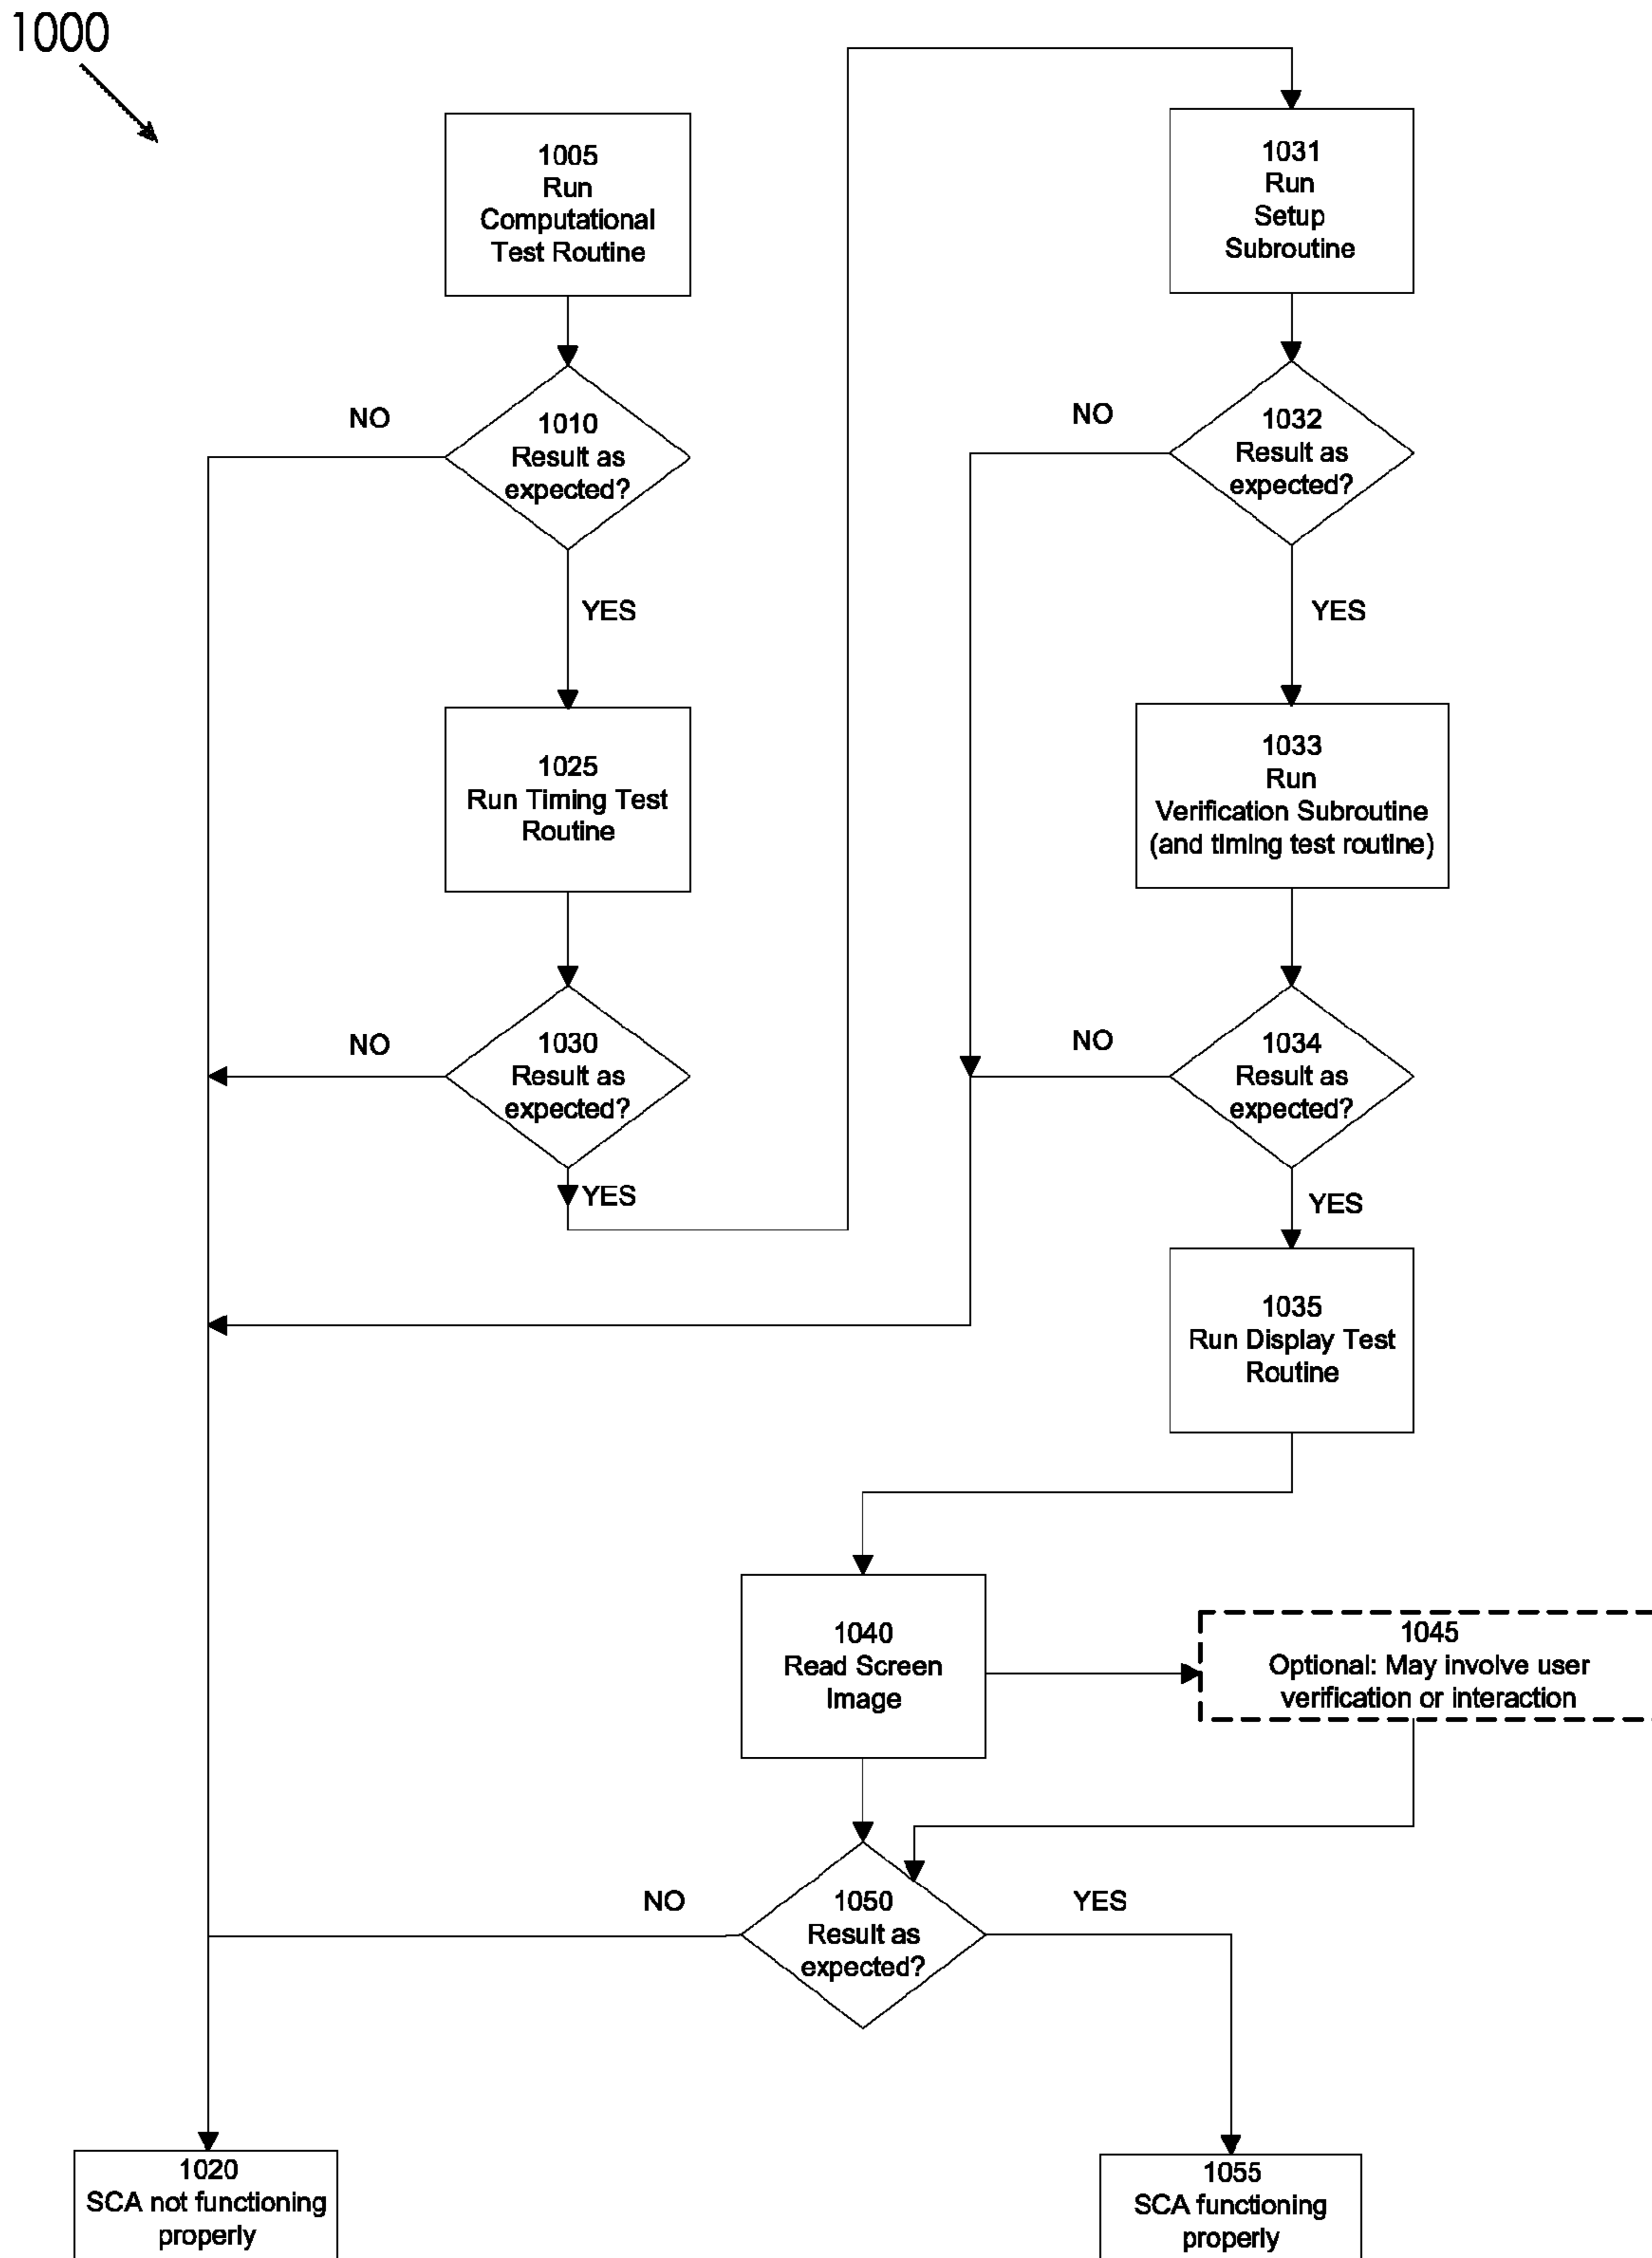 1000
1005
Run
Computational
Test Routine
1010
Result as
expected?
NO
YES
1025
Run Timing Test
Routine
1030
Result as
expected?
NO
YES
1031
Run
Setup
Subroutine
1032
Result as
expected?
NO
YES
1033
Run
Verification Subroutine
(and timing test routine)
1034
Result as
expected?
NO
YES
1035
Run Display Test
Routine
1040
Read Screen
Image
1045
Optional: May involve user
verification or interaction
1050
Result as
expected?
NO
YES
1020
SCA not functioning
properly
1055
SCA functioning
properly